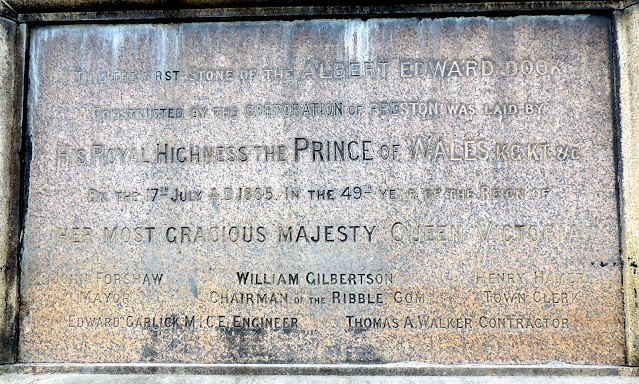 THIS THE FIRST STONE OF THE ALBERT EDWARD DOCK
CONSTRUCTED BY THE CORPORATION OF PRESTON WAS LAID BY
HIS ROYAL HIGHNESS THE PRINCE OF WALES, K.G. K.T. &C.
ON THE 17TH JULY A.D. 1885. IN THE 49TH YEAR OF THE REIGN OF
HER MOST GRACIOUS MAJESTY QUEEN VICTORIA.
JOHN FORSHAW WILLIAM GILBERTSON HENRY HAMER
MAYOR CHAIRMAN OF THE RIBBLE COM. TOWN CLERK
EDWARD GARLICK, M.I.C.E. ENGINEER THOMAS A. WALKER CONTRACTOR